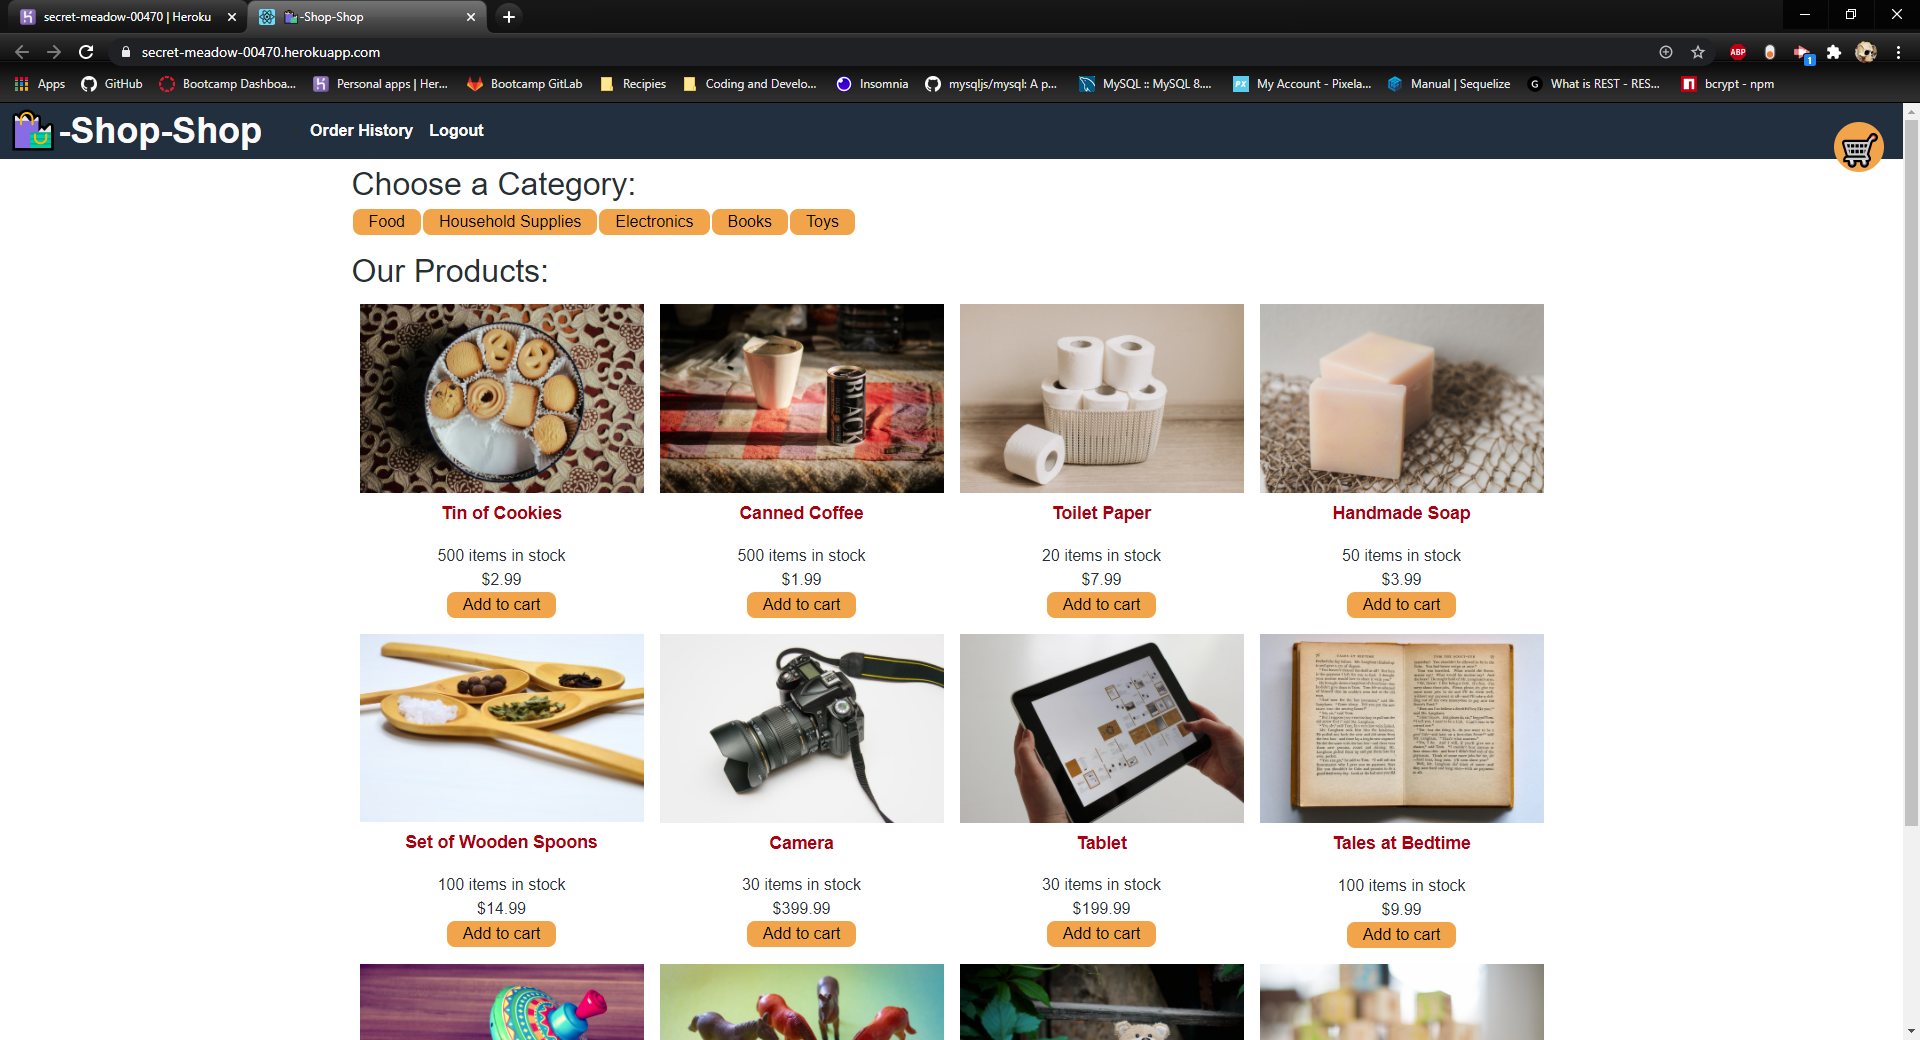 secret-meadow-00470 | Heroku
-Shop-Shop
secret-meadow-00470.herokuapp.com
ABP
1
Apps
GitHub
Bootcamp Dashboa...
Personal apps | Her...
Bootcamp GitLab
Recipies
Coding and Develo...
Insomnia
mysqljs/mysql: A p...
MySQL :: MySQL 8....
PX
My Account - Pixela...
Manual | Sequelize
G
What is REST - RES...
bcrypt - npm
-Shop-Shop
Order History
Logout
Choose a Category:
Food
Household Supplies
Electronics
Books
Toys
Our Products:
BLACK
Tin of Cookies
Canned Coffee
Toilet Paper
Handmade Soap
500 items in stock
500 items in stock
20 items in stock
50 items in stock
$2.99
$1.99
$7.99
$3.99
Add to cart
Add to cart
Add to cart
Add to cart
Set of Wooden Spoons
Camera
Tablet
Tales at Bedtime
100 items in stock
30 items in stock
30 items in stock
100 items in stock
$14.99
$399.99
$199.99
$9.99
Add to cart
Add to cart
Add to cart
Add to cart